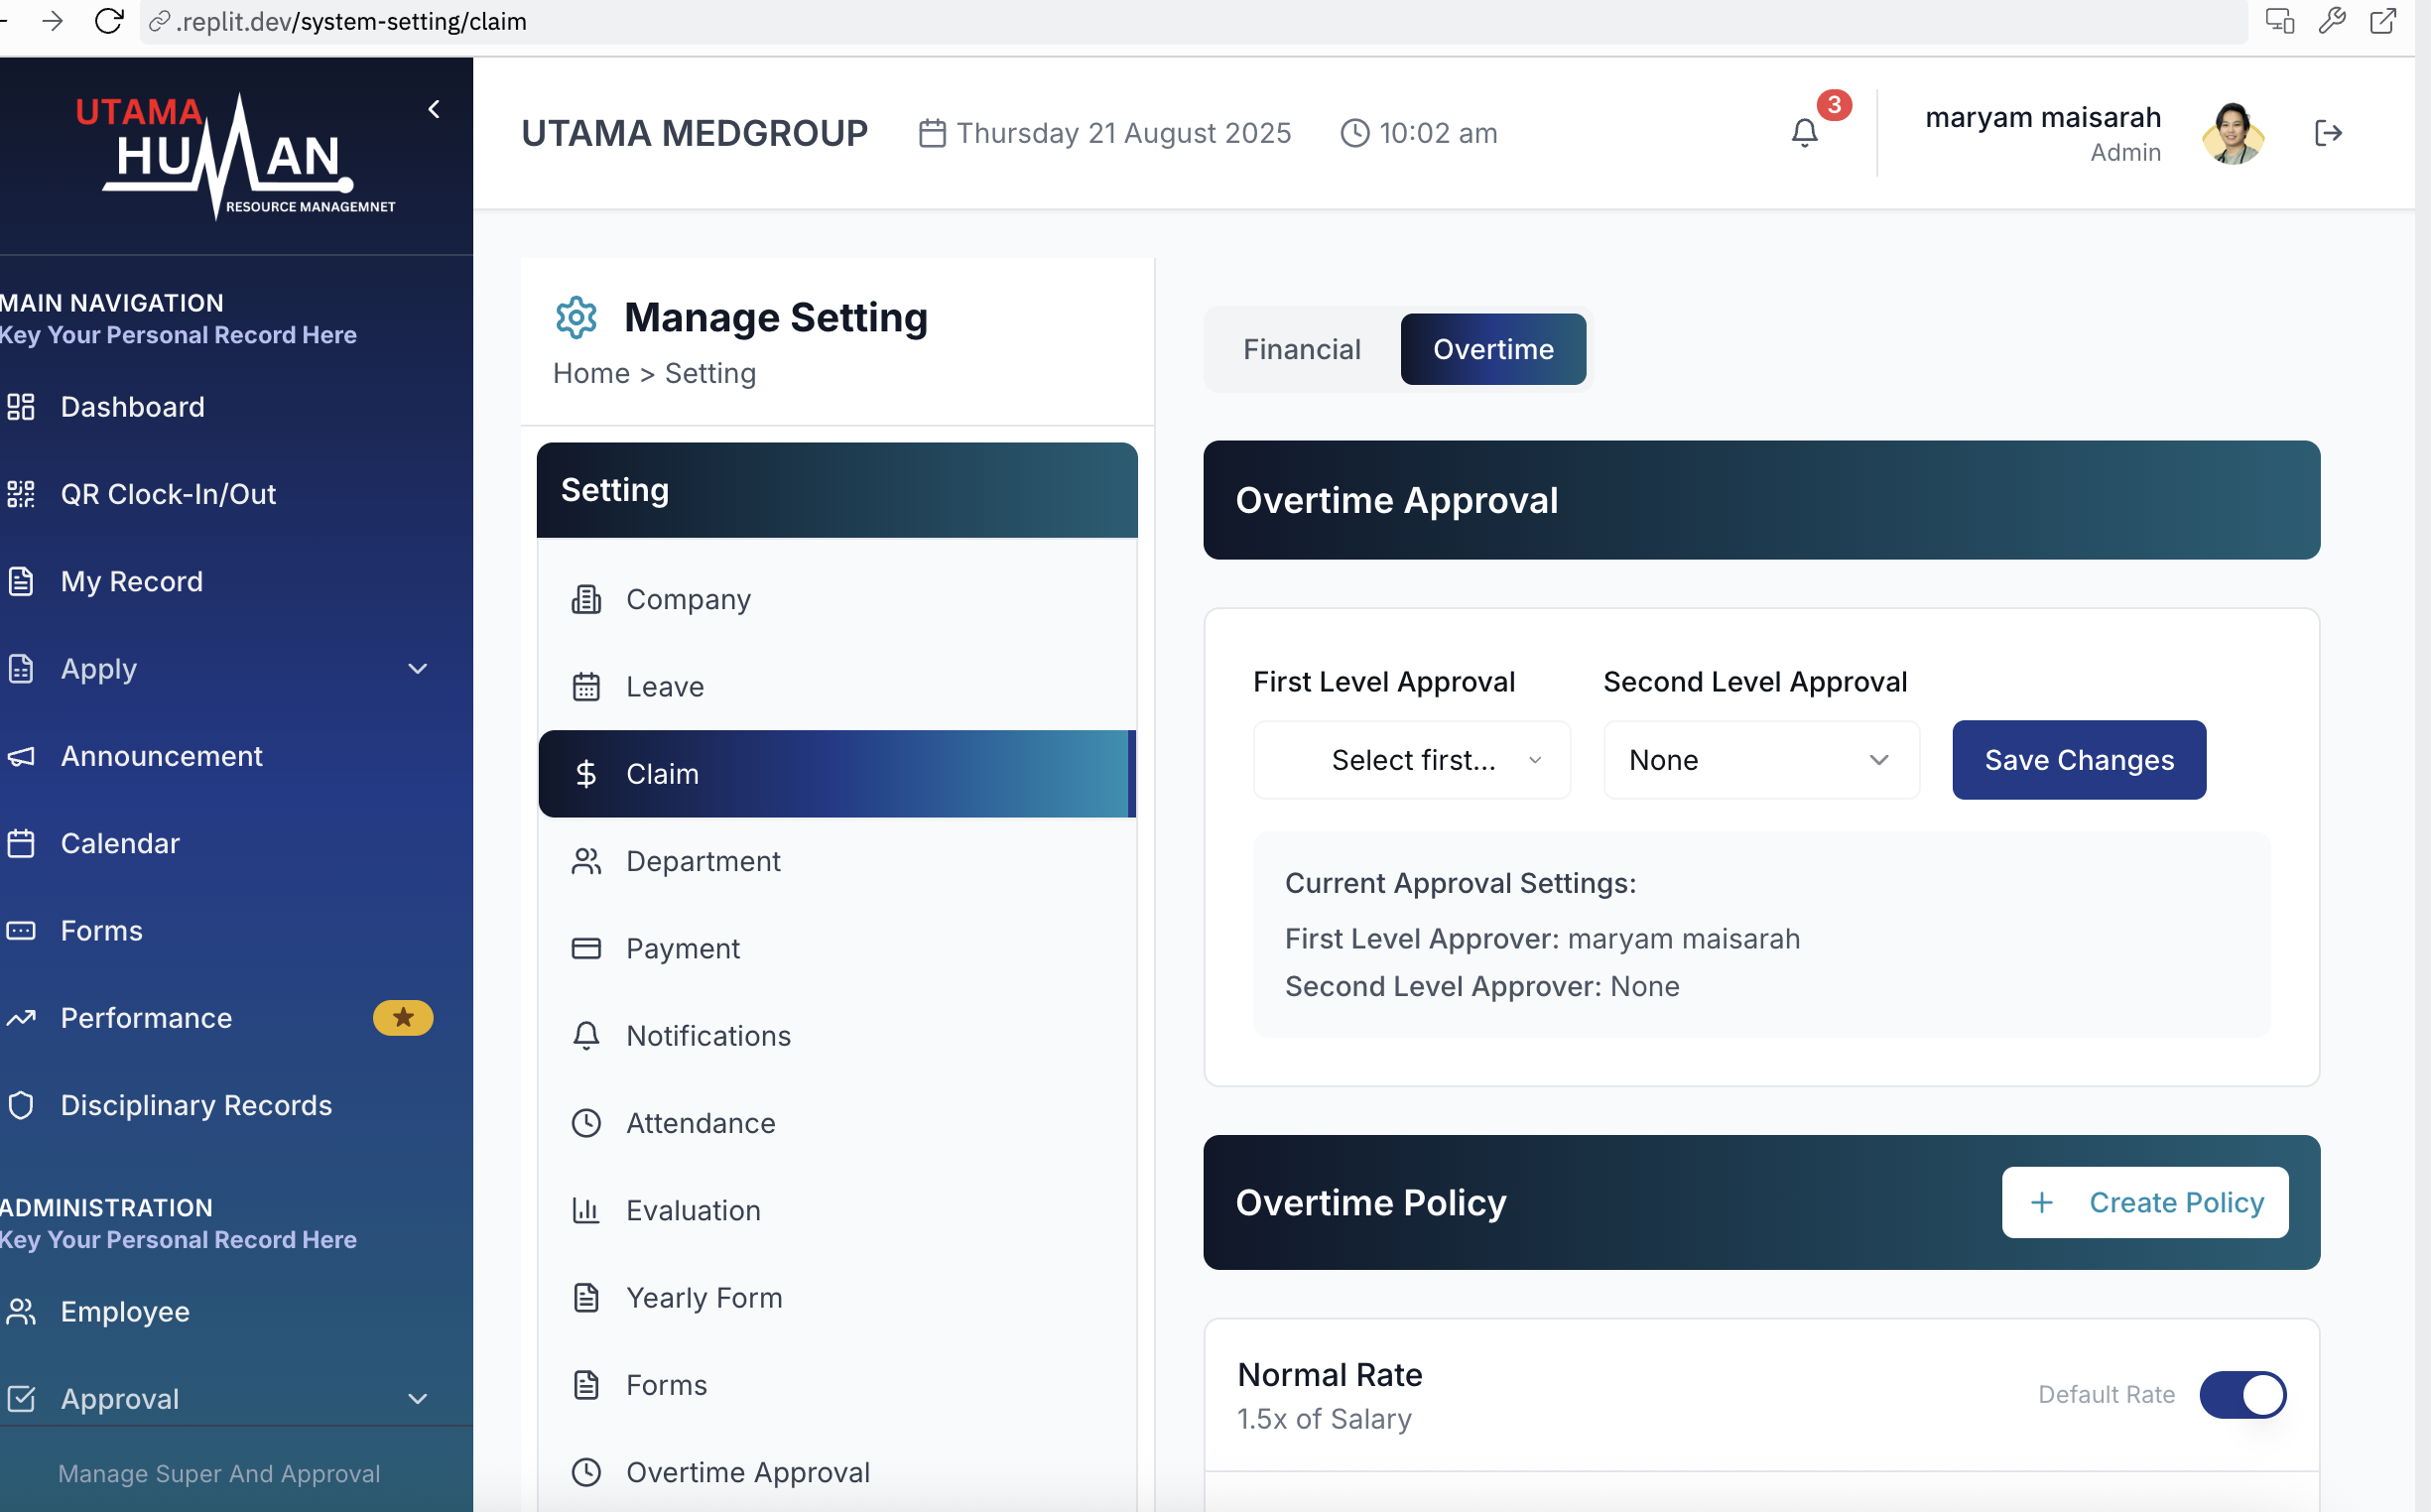 .replit.dev/system-setting/claim
UTAMA
HUMAN
RESOURCE MANAGEMNET
UTAMA MEDGROUP
Thursday 21 August 2025
10:02 am
3
maryam maisarah
Admin
MAIN NAVIGATION
Key Your Personal Record Here
Dashboard
QR Clock-In/Out
My Record
Apply
Announcement
Calendar
Forms
Performance
Disciplinary Records
ADMINISTRATION
Key Your Personal Record Here
Employee
Approval
Manage Super And Approval
Manage Setting
Home > Setting
Setting
Company
Leave
Claim
Department
Payment
Notifications
Attendance
Evaluation
Yearly Form
Forms
Overtime Approval
Financial
Overtime
Overtime Approval
First Level Approval
Second Level Approval
Select first...
None
Save Changes
Current Approval Settings:
First Level Approver: maryam maisarah
Second Level Approver: None
Overtime Policy
+ Create Policy
Normal Rate
1.5x of Salary
Default Rate